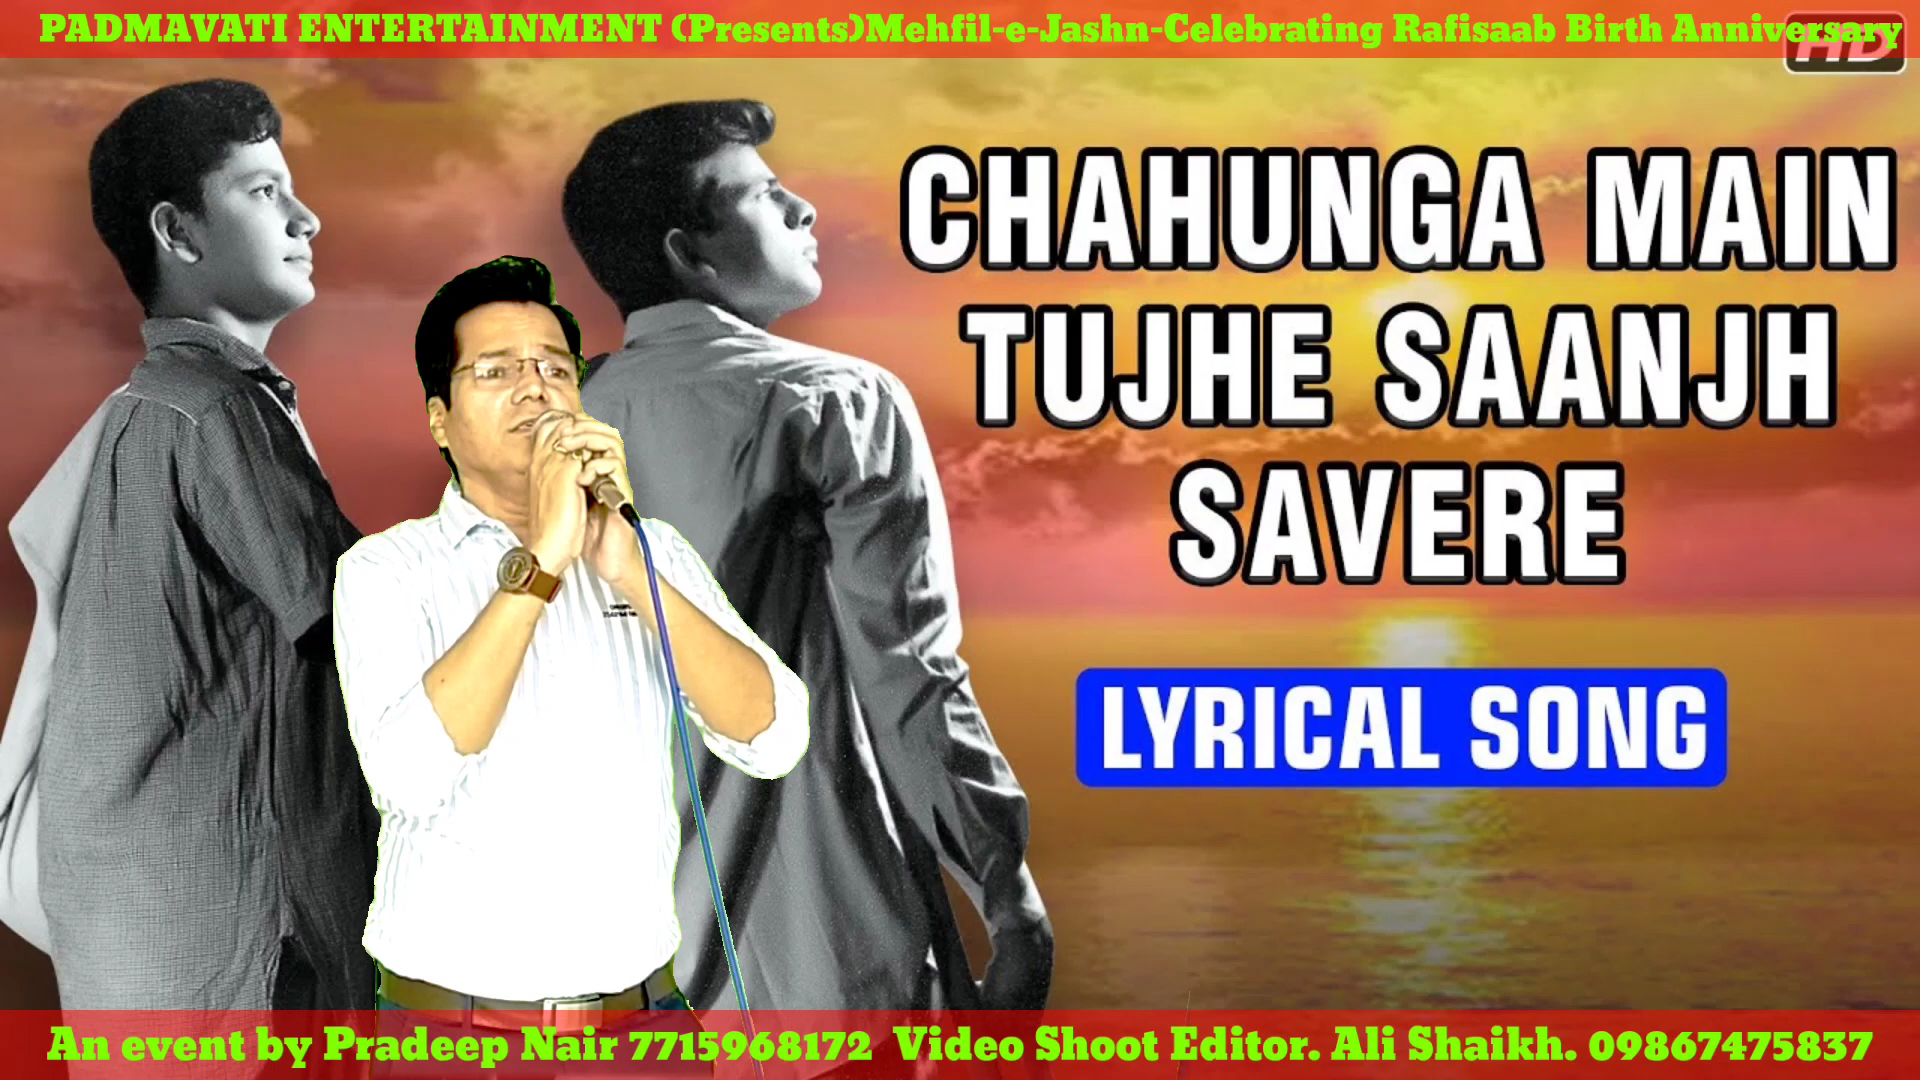 PADMAVATI ENTERTAINMENT (Presents)Mehfil-e-Jashn-Celebrating Rafisaab Birth Anniversary
HD
CHAHUNGA MAIN
TUJHE SAANJH
SAVERE
LYRICAL SONG
An event by Pradeep Nair 7715968172 Video Shoot Editor. Ali Shaikh. 09867475837